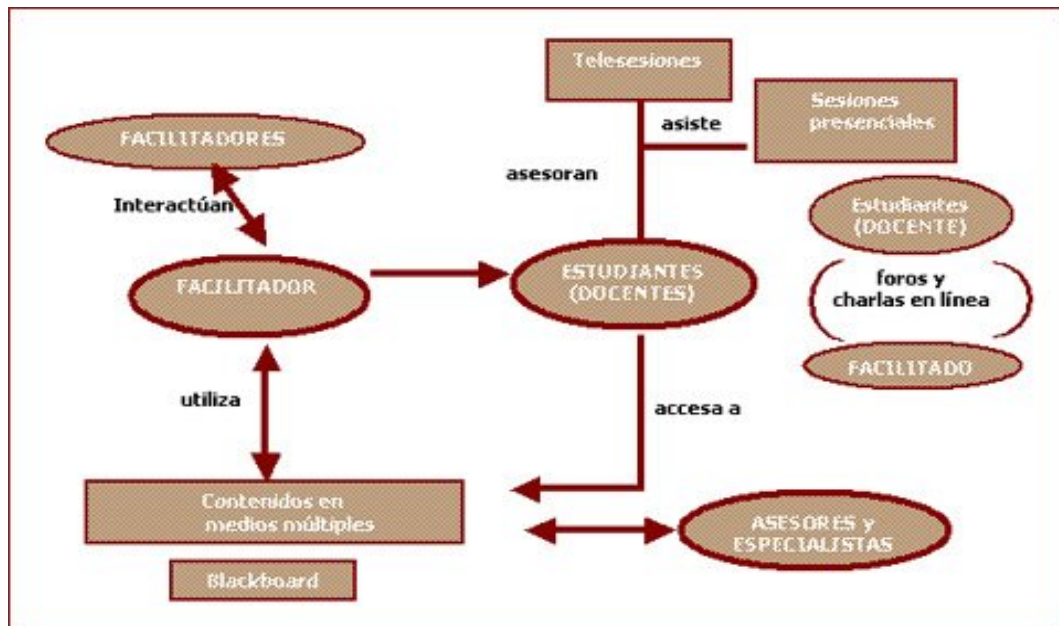 Telesesiones
Sesiones
presenciales
asiste
FACILITADORES
asesoran
Interactúan
Estudiantes
(DOCENTE)
FACILITADOR
ESTUDIANTES
(DOCENTES)
foros y
charlas en línea
FACILITADO
utiliza
accesa a
Contenidos en
medios múltiples
ASESORES y
ESPECIALISTAS
Blackboard